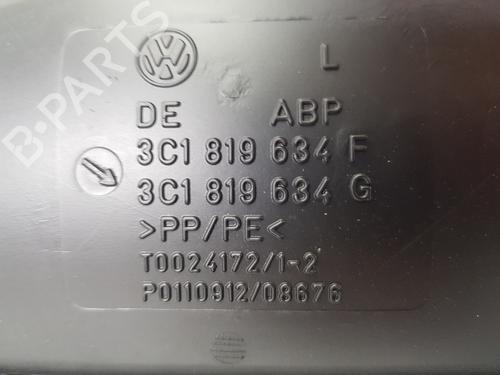 L
DE ABP
3C1 819 634 F
3C1 819 634 G
>PP/PE<
T0024172/1-2
P0110912/08676
B-PARTS